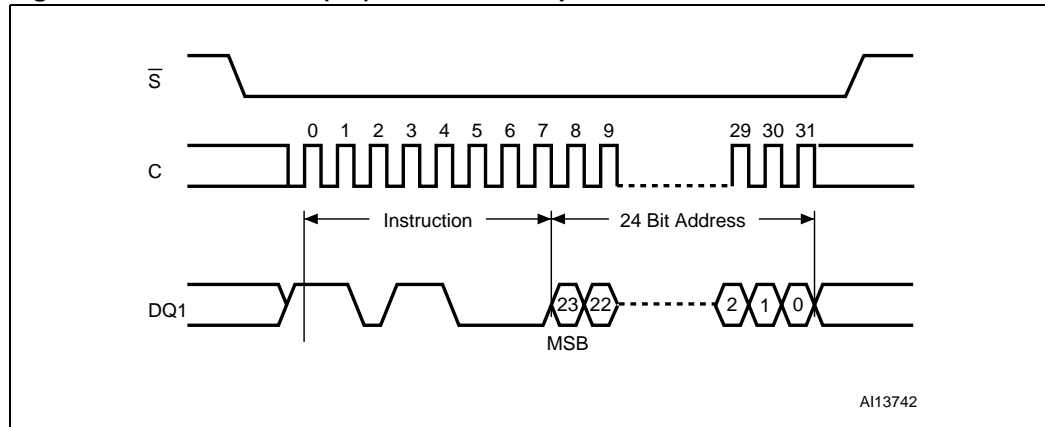 S
0 1 2 3 4 5 6 7 8 9 29 30 31
C
Instruction 24 Bit Address
DQ1
23 22 2 1 0
MSB
AI13742